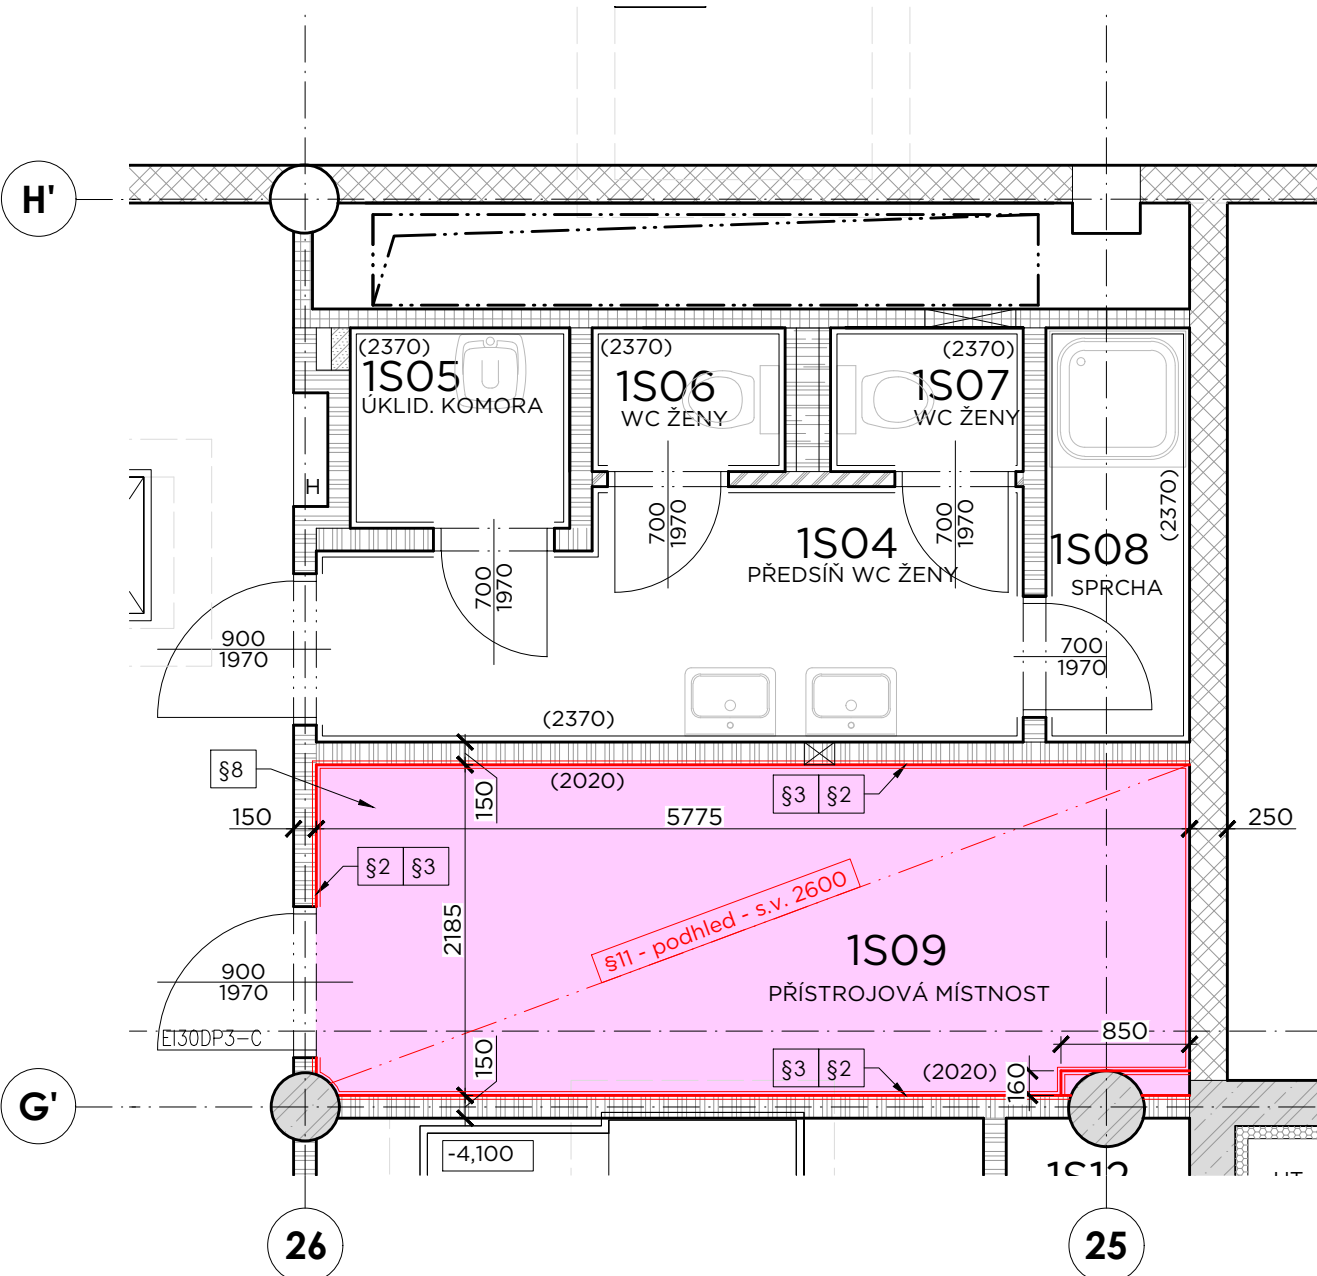 H'
(2370)
1S05
ÚKLID. KOMORA
(2370)
1S06
WC ŽENY
(2370)
1S07
WC ŽENY
H
(2370)
700
1970
700
1970
700
1970
1S04
PŘEDSÍŇ WC ŽENY
1S08
SPRCHA
900
1970
700
1970
(2370)
§8
150
(2020)
§3 §2
150
5775
250
§2 §3
2185
§11 - podhled - s.v. 2600
1S09
PŘÍSTROJOVÁ MÍSTNOST
900
1970
EI30DP3-C
850
150
§3 §2
(2020)
160
G'
-4,100
1S12
26
25